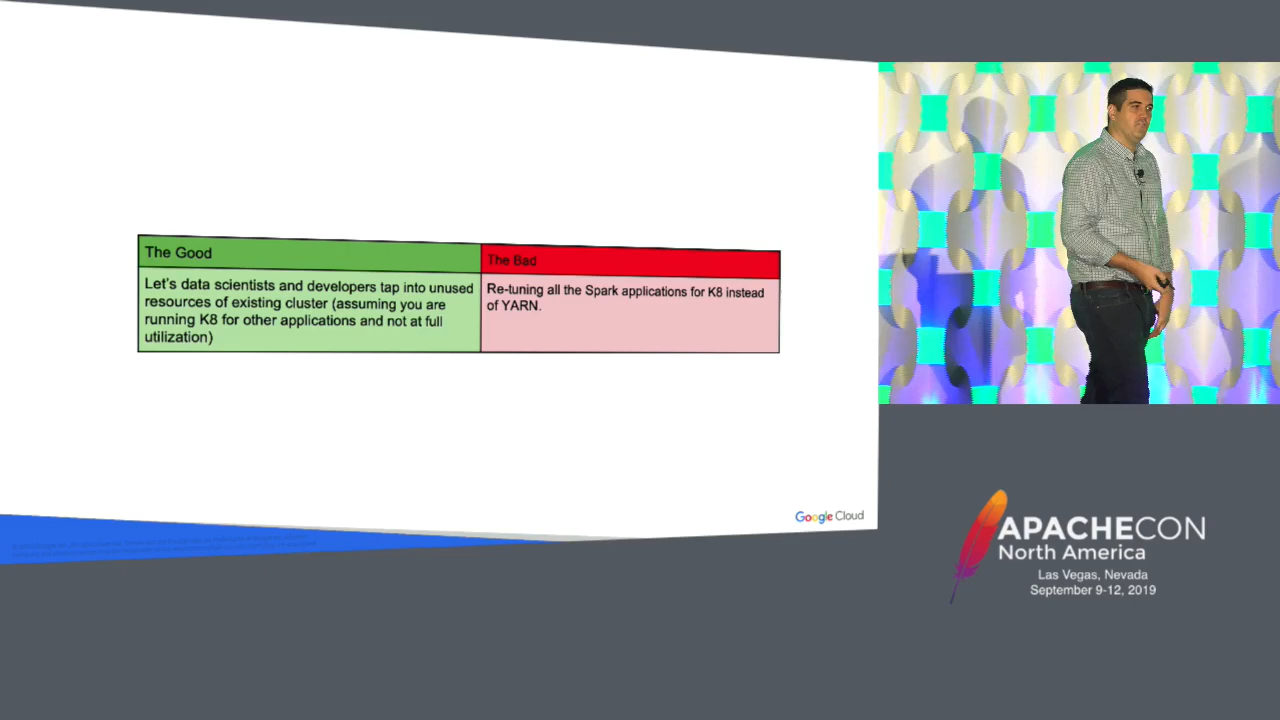 The Good
The Bad
Let's data scientists and developers tap into unused
resources of existing cluster (assuming you are
running K8 for other applications and not at full
utilization)
Re-tuning all the Spark applications for K8 instead
of YARN.
Google Cloud
APACHECON
North America
Las Vegas, Nevada
September 9-12, 2019